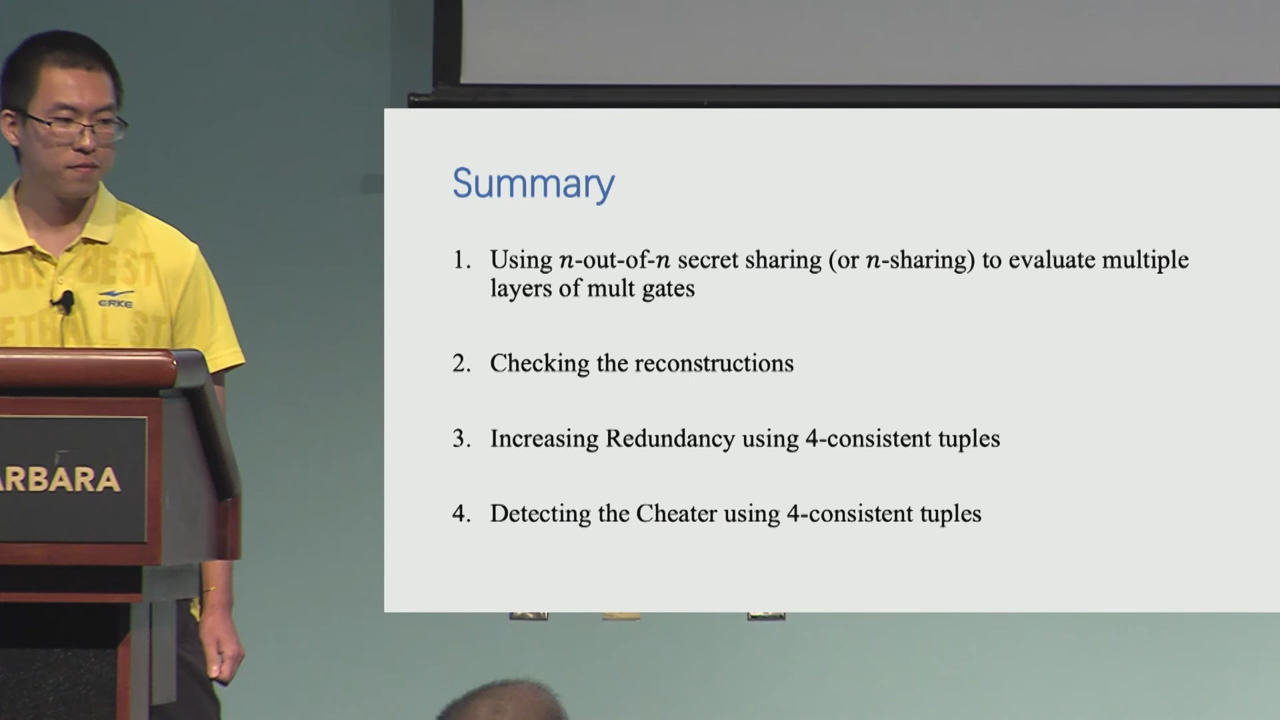 Summary
1. Using n-out-of-n secret sharing (or n-sharing) to evaluate multiple
layers of mult gates
2. Checking the reconstructions
3. Increasing Redundancy using 4-consistent tuples
4. Detecting the Cheater using 4-consistent tuples
BEST
ERKE
ARBARA